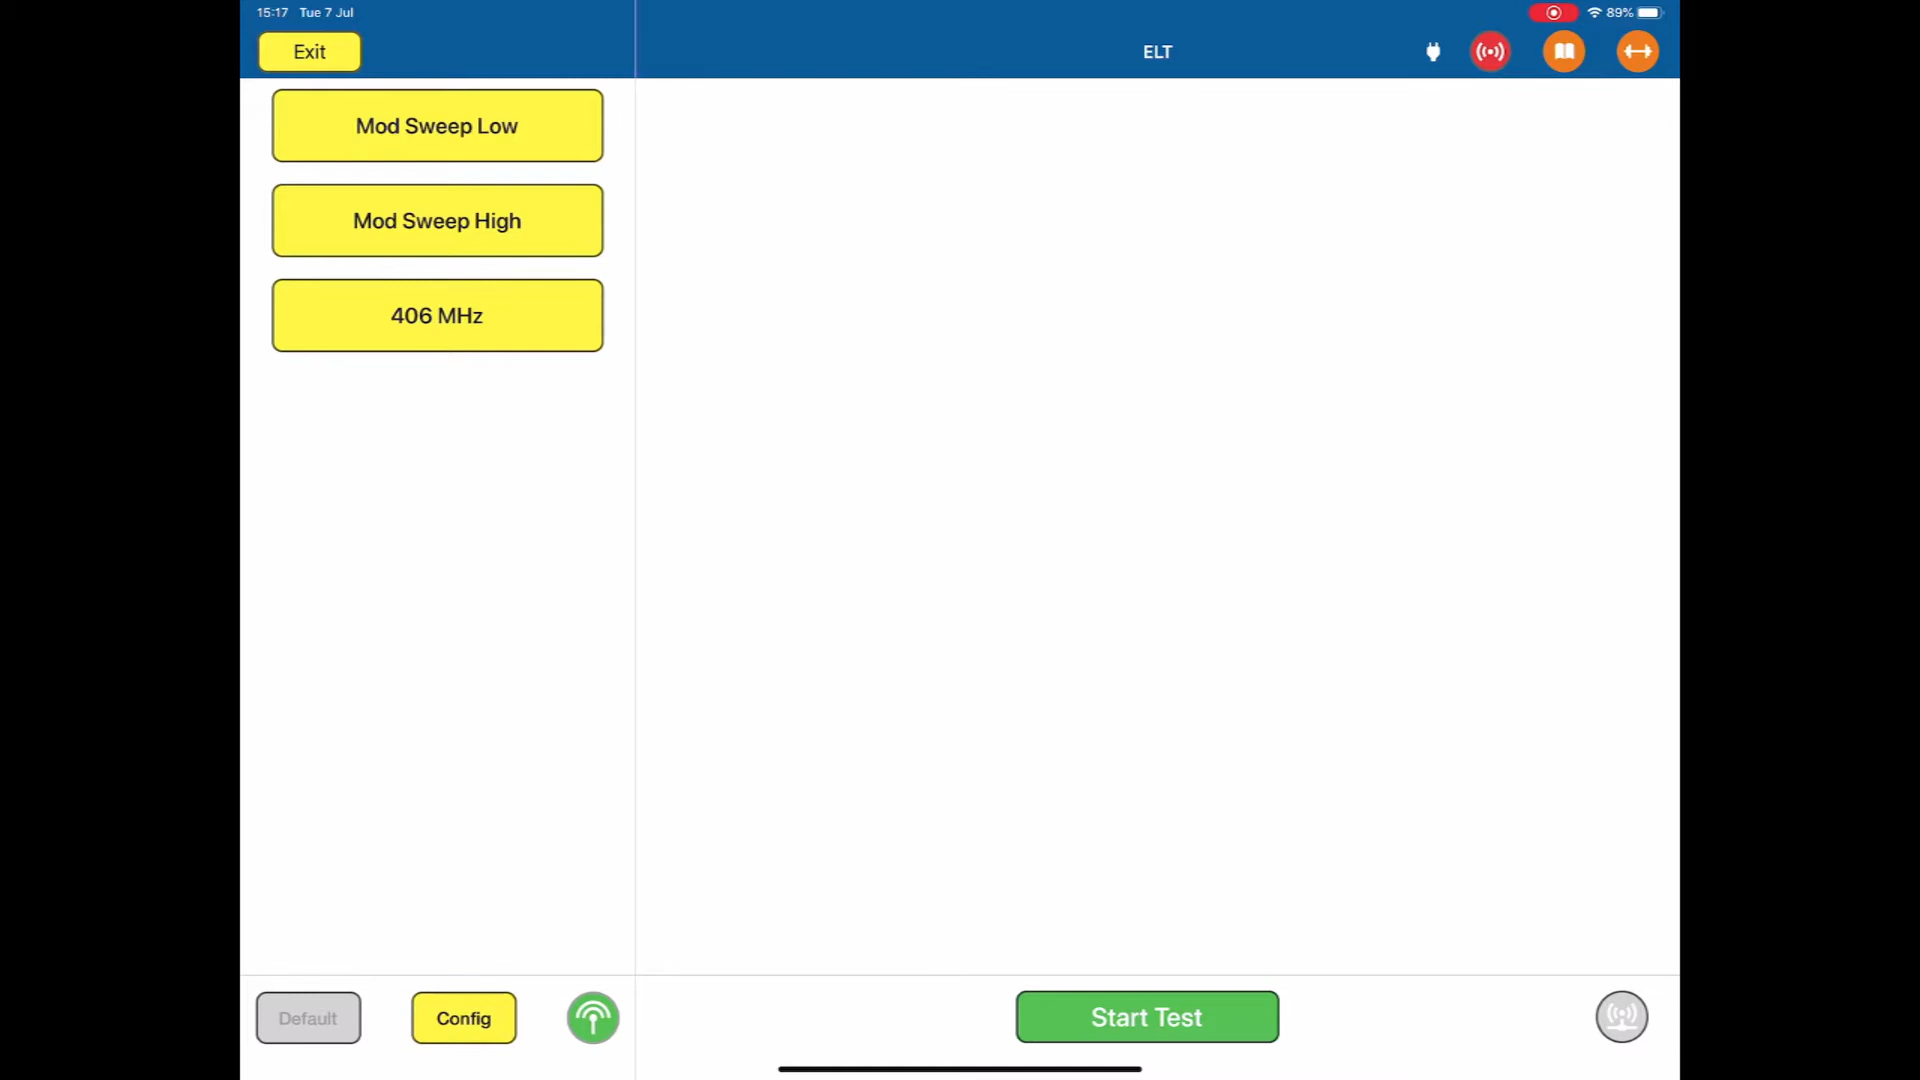 15:17 Tue 7 Jul
89%
Exit
ELT
Mod Sweep Low
Mod Sweep High
406 MHz
Default
Config
Start Test